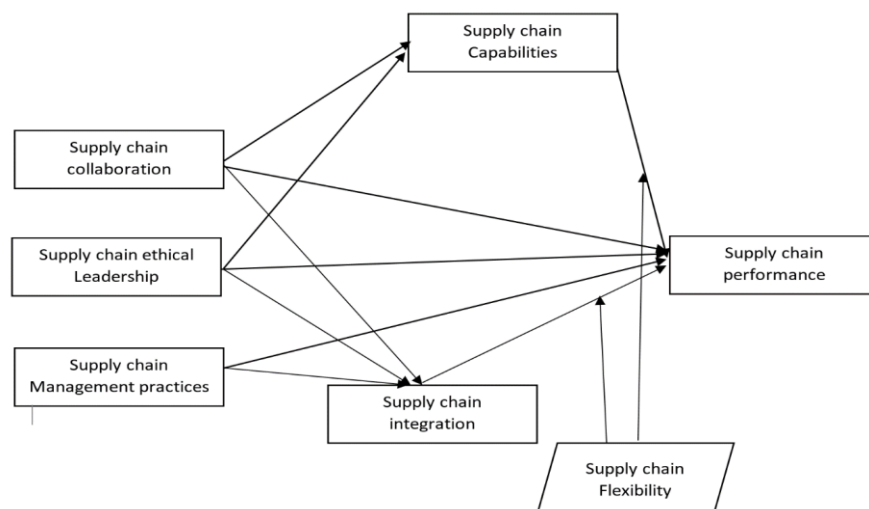 Supply chain
Capabilities
Supply chain
collaboration
Supply chain ethical
Leadership
Supply chain
performance
Supply chain
Management practices
Supply chain
integration
Supply chain
Flexibility